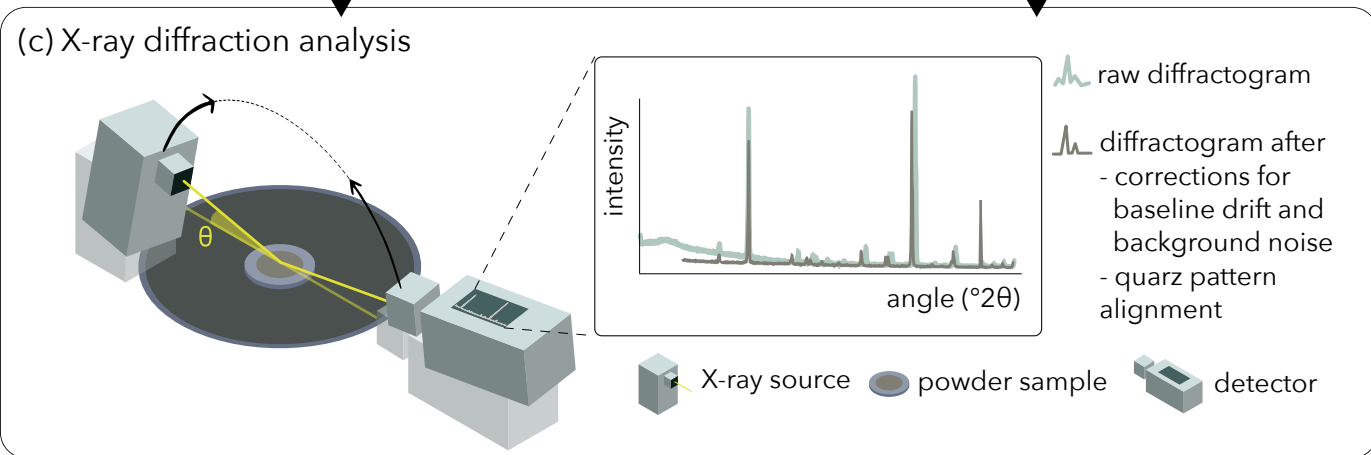 (c) X-ray diffraction analysis
θ
intensity
angle (°2θ)
raw diffractogram
diffractogram after
- corrections for
baseline drift and
background noise
- quarz pattern
alignment
X-ray source
powder sample
detector